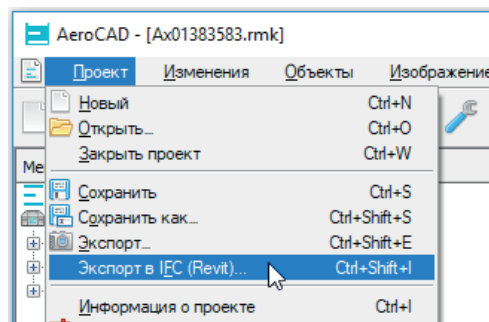 AeroCAD - [Ax01383583.rmk]
Проект Изменения Объекты Изображение
Новый Ctrl+N
Открыть... Ctrl+O
Закрыть проект Ctrl+W
Ме
Сохранить Ctrl+S
Сохранить как... Ctrl+Shift+S
Экспорт... Ctrl+Shift+E
Экспорт в IFC (Revit)... Ctrl+Shift+I
Информация о проекте Ctrl+I